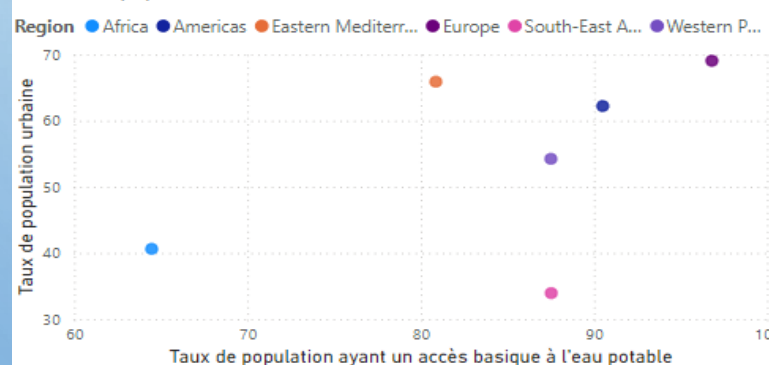 Region Africa Americas Eastern Mediterr... Europe South-East A... Western P...
70
60
50
40
30
Taux de population urbaine
60 70 80 90 10
Taux de population ayant un accès basique à l'eau potable